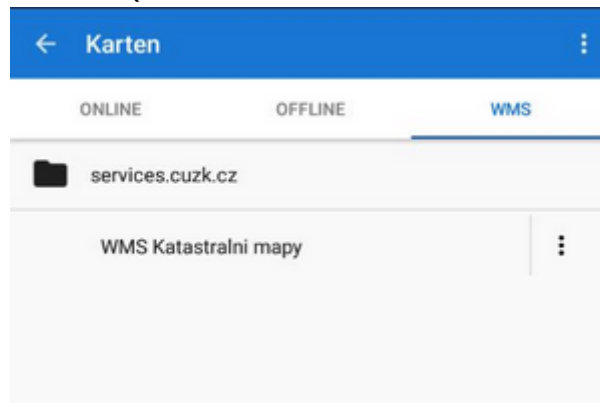 Karten
ONLINE OFFLINE WMS
services.cuzk.cz
WMS Katastralni mapy